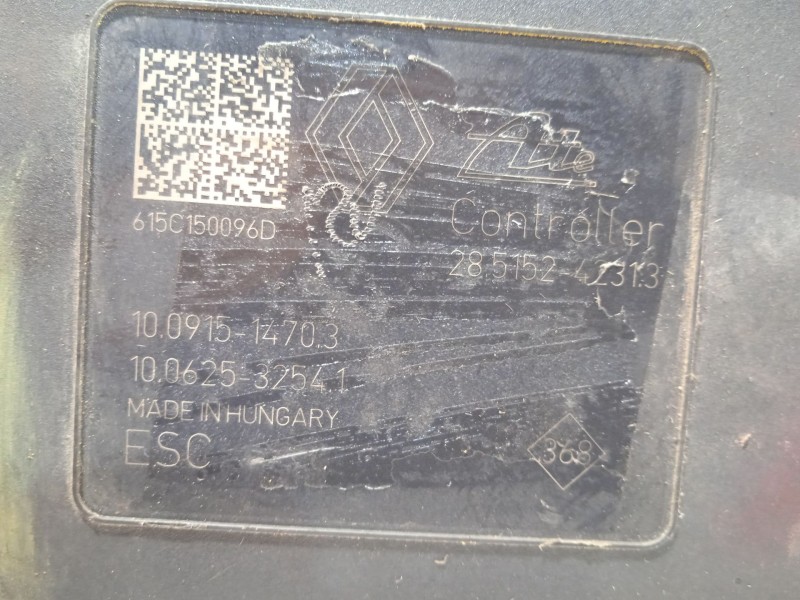 Ate
Controller
615C150096D
28.5152-4231.3
10.0915-1470.3
10.0625-3254.1
MADE IN HUNGARY
ESC
368